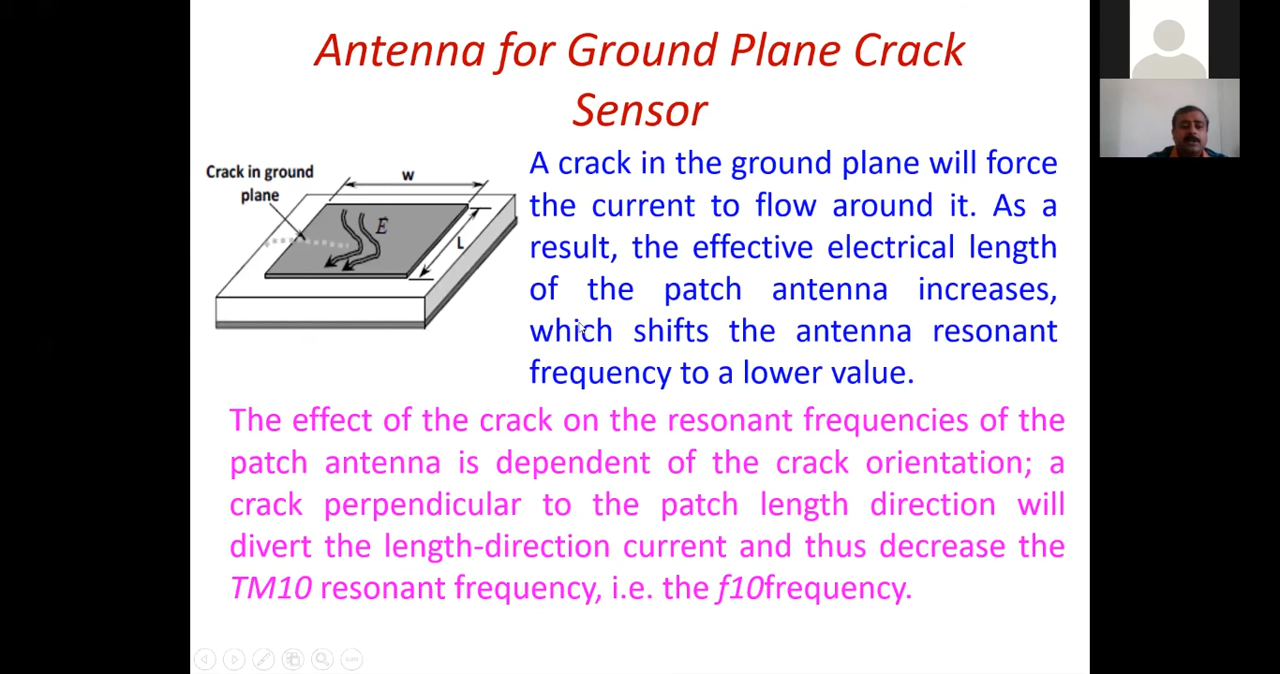 Antenna for Ground Plane Crack
Sensor
Crack in ground
plane
w
E
L
A crack in the ground plane will force
the current to flow around it. As a
result, the effective electrical length
of the patch antenna increases,
which shifts the antenna resonant
frequency to a lower value.
The effect of the crack on the resonant frequencies of the
patch antenna is dependent of the crack orientation; a
crack perpendicular to the patch length direction will
divert the length-direction current and thus decrease the
TM10 resonant frequency, i.e. the f10frequency.